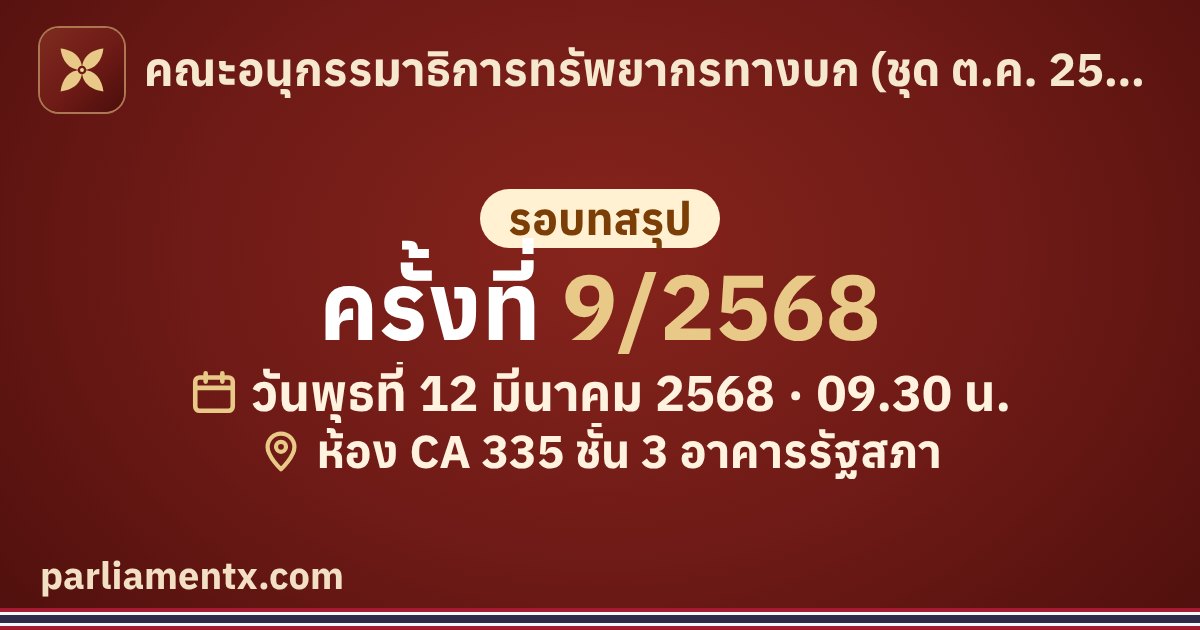 คณะอนุกรรมาธิการทรัพยากรทางบก (ชุด ต.ค. 25...
รอบทสรุป
ครั้งที่ 9/2568
วันพุธที่ 12 มีนาคม 2568 · 09.30 น.
ห้อง CA 335 ชั้น 3 อาคารรัฐสภา
parliamentx.com